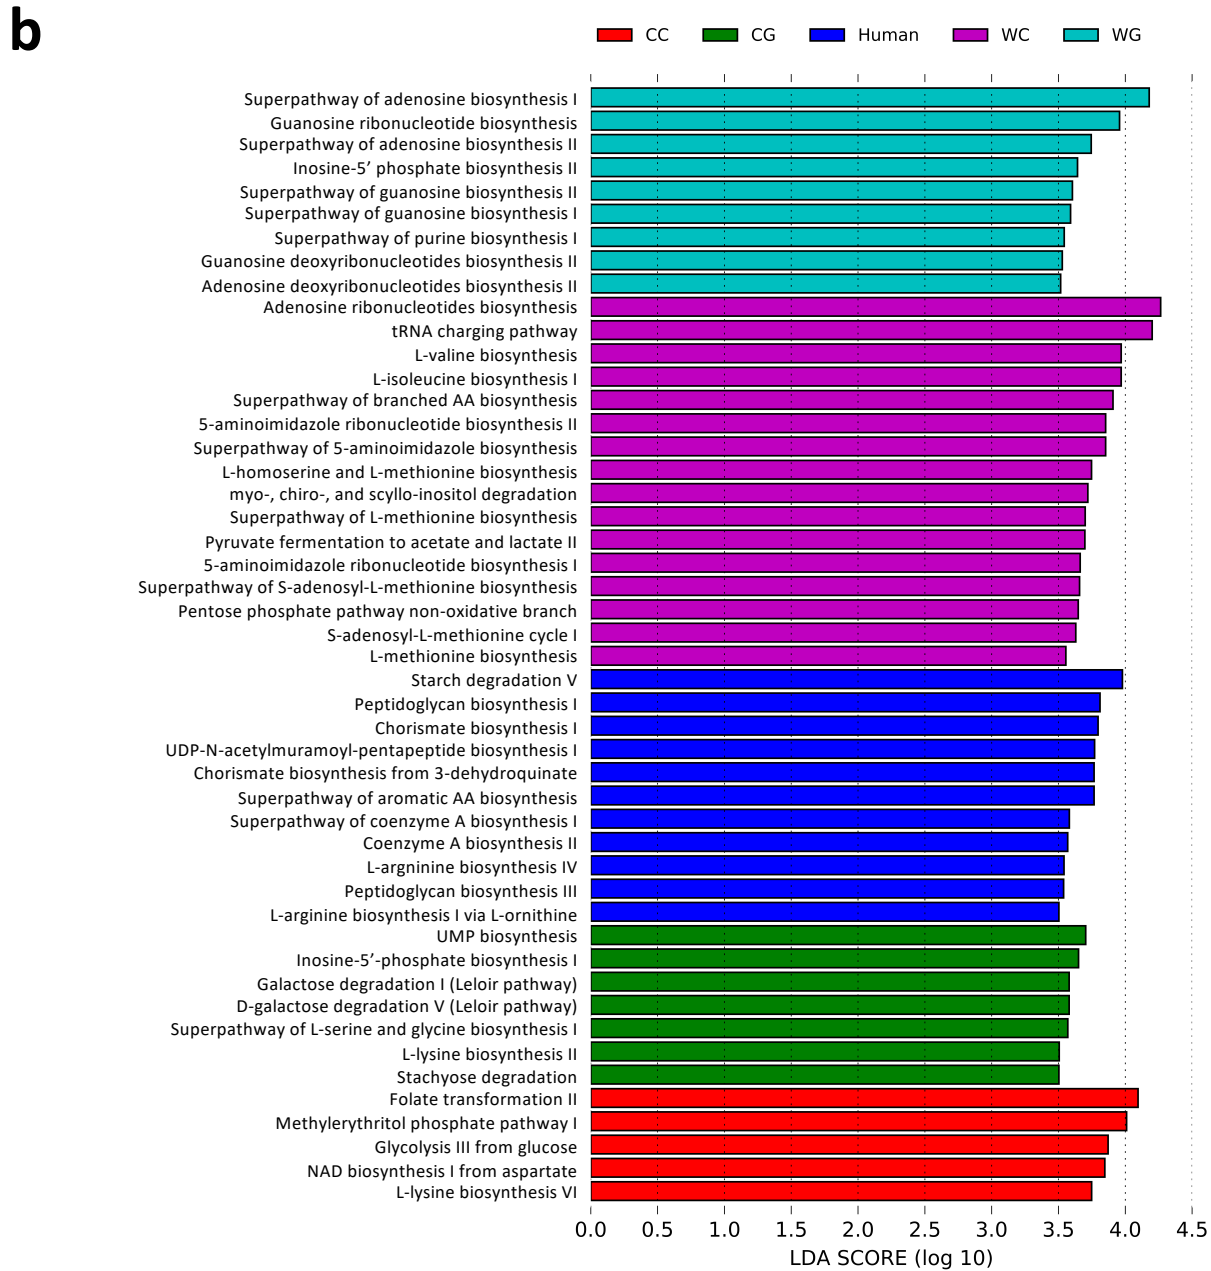 b
CC CG Human WC WG
Superpathway of adenosine biosynthesis I
Guanosine ribonucleotide biosynthesis
Superpathway of adenosine biosynthesis II
Inosine-5’ phosphate biosynthesis II
Superpathway of guanosine biosynthesis II
Superpathway of guanosine biosynthesis I
Superpathway of purine biosynthesis I
Guanosine deoxyribonucleotides biosynthesis II
Adenosine deoxyribonucleotides biosynthesis II
Adenosine ribonucleotides biosynthesis
tRNA charging pathway
L-valine biosynthesis
L-isoleucine biosynthesis I
Superpathway of branched AA biosynthesis
5-aminoimidazole ribonucleotide biosynthesis II
Superpathway of 5-aminoimidazole biosynthesis
L-homoserine and L-methionine biosynthesis
myo-, chiro-, and scyllo-inositol degradation
Superpathway of L-methionine biosynthesis
Pyruvate fermentation to acetate and lactate II
5-aminoimidazole ribonucleotide biosynthesis I
Superpathway of S-adenosyl-L-methionine biosynthesis
Pentose phosphate pathway non-oxidative branch
S-adenosyl-L-methionine cycle I
L-methionine biosynthesis
Starch degradation V
Peptidoglycan biosynthesis I
Chorismate biosynthesis I
UDP-N-acetylmuramoyl-pentapeptide biosynthesis I
Chorismate biosynthesis from 3-dehydroquinate
Superpathway of aromatic AA biosynthesis
Superpathway of coenzyme A biosynthesis I
Coenzyme A biosynthesis II
L-argninine biosynthesis IV
Peptidoglycan biosynthesis III
L-arginine biosynthesis I via L-ornithine
UMP biosynthesis
Inosine-5’-phosphate biosynthesis I
Galactose degradation I (Leloir pathway)
D-galactose degradation V (Leloir pathway)
Superpathway of L-serine and glycine biosynthesis I
L-lysine biosynthesis II
Stachyose degradation
Folate transformation II
Methylerythritol phosphate pathway I
Glycolysis III from glucose
NAD biosynthesis I from aspartate
L-lysine biosynthesis VI
0.0 0.5 1.0 1.5 2.0 2.5 3.0 3.5 4.0 4.5
LDA SCORE (log 10)